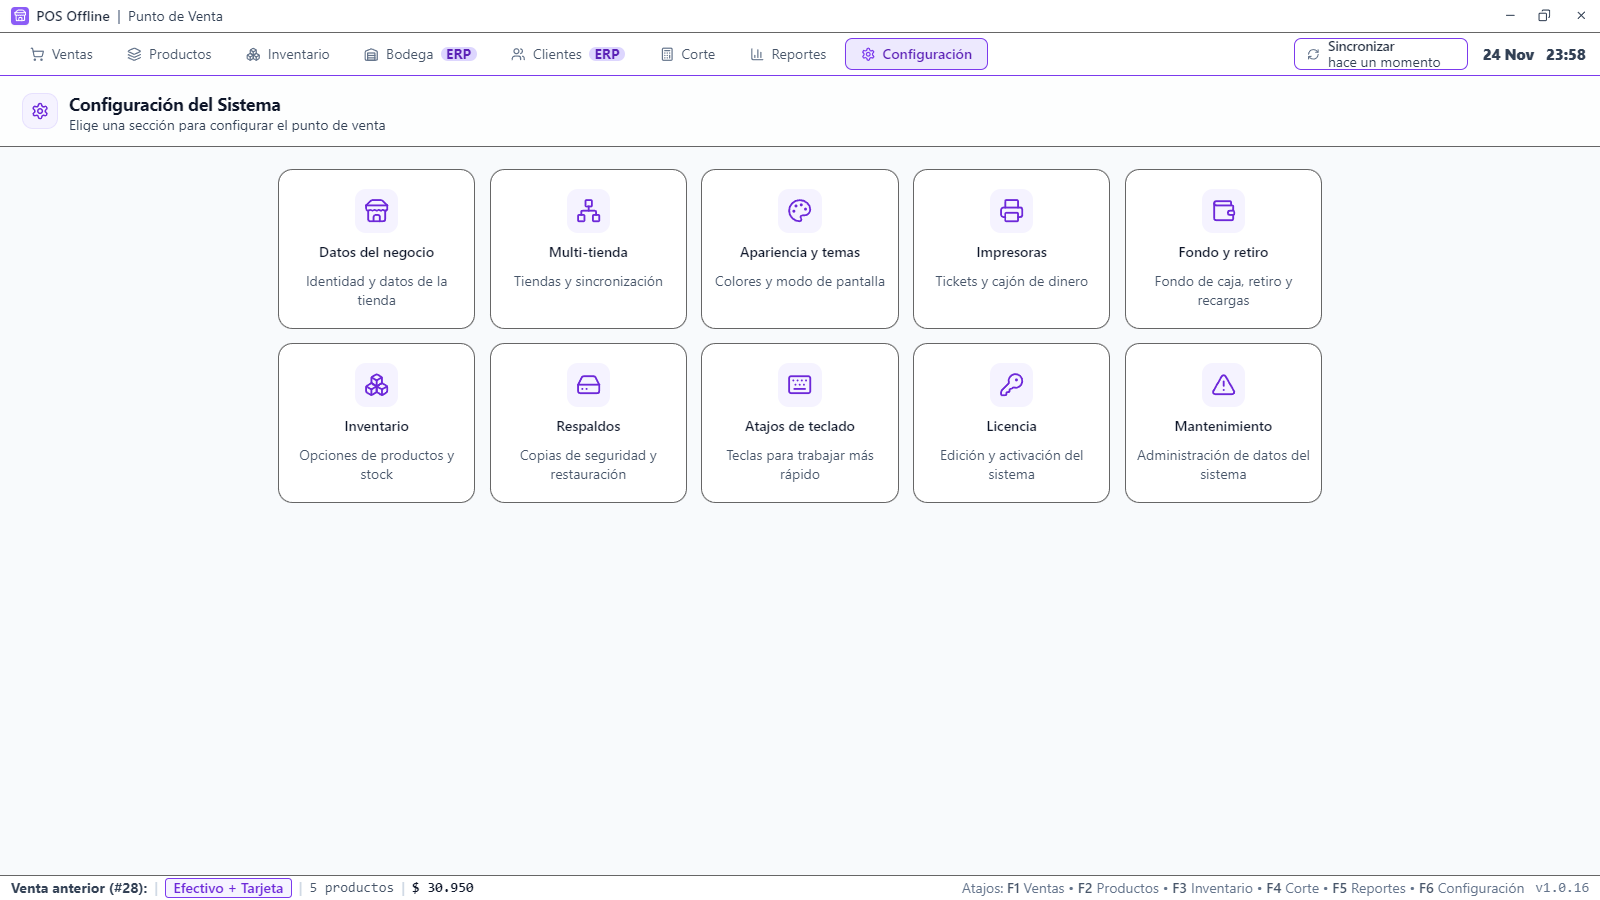 POS Offline | Punto de Venta
Ventas
Productos
Inventario
Bodega ERP
Clientes ERP
Corte
Reportes
Configuración
Sincronizar
hace un momento
24 Nov 23:58
Configuración del Sistema
Elige una sección para configurar el punto de venta
Datos del negocio
Identidad y datos de la
tienda
Multi-tienda
Tiendas y sincronización
Apariencia y temas
Colores y modo de pantalla
Impresoras
Tickets y cajón de dinero
Fondo y retiro
Fondo de caja, retiro y
recargas
Inventario
Opciones de productos y
stock
Respaldos
Copias de seguridad y
restauración
Atajos de teclado
Teclas para trabajar más
rápido
Licencia
Edición y activación del
sistema
Mantenimiento
Administración de datos del
sistema
Venta anterior (#28): | Efectivo + Tarjeta | 5 productos | $ 30.950
Atajos: F1 Ventas • F2 Productos • F3 Inventario • F4 Corte • F5 Reportes • F6 Configuración v1.0.16